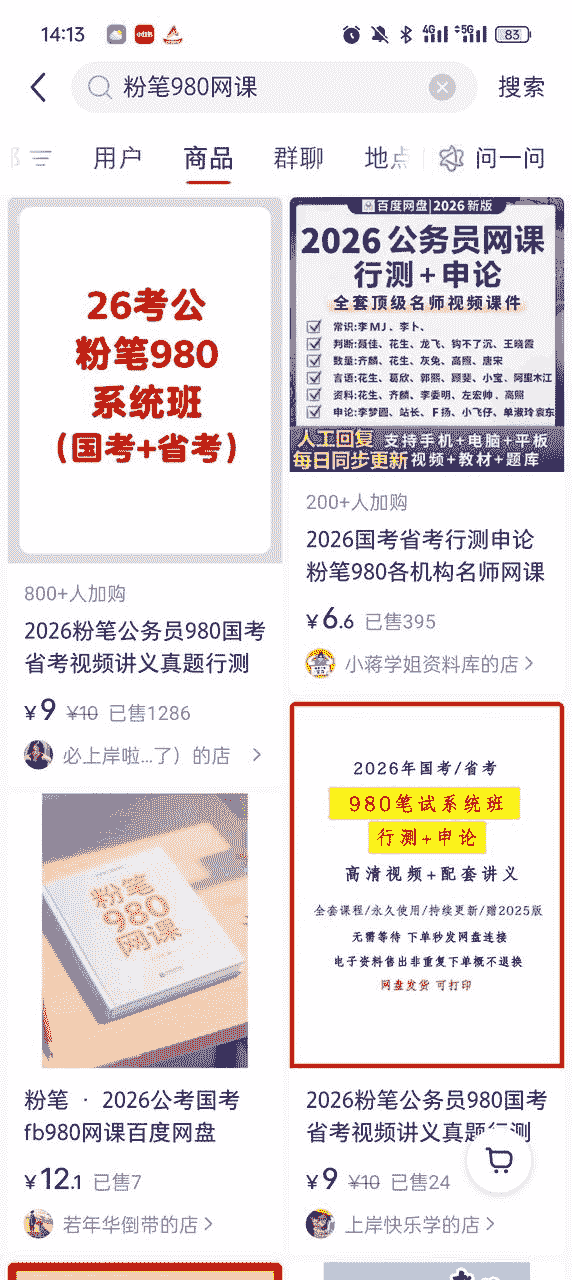 14:13
4G 5G 83
粉笔980网课
搜索
用户
商品
群聊
地点
问一问
26考公
粉笔980
系统班
（国考+省考）
800+人加购
2026粉笔公务员980国考
省考视频讲义真题行测
¥9 ¥10 已售1286
必上岸啦...了）的店
粉笔
980
网课
粉笔 · 2026公考国考
fb980网课百度网盘
¥12.1 已售7
若年华倒带的店
百度网盘|2026新版
2026公务员网课
行测+申论
全套顶级名师视频课件
常识:李MJ、李卜、
判断:聂佳、花生、龙飞、钩不了沉、王晓霞
数量:齐麟、花生、灰兔、高照、唐宋
言语:花生、葛欣、郭熙、顾斐、小宝、阿里木江
资料:花生、齐麟、李委明、左宏帅、高照
申论:李梦圆、站长、F扬、小飞仔、单淑玲袁东
人工回复 支持手机+电脑+平板
每日同步更新 视频+教材+题库
200+人加购
2026国考省考行测申论
粉笔980各机构名师网课
¥6.6 已售395
小蒋学姐资料库的店
2026年国考/省考
980笔试系统班
行测+申论
高清视频+配套讲义
全套课程/永久使用/持续更新/赠2025版
无需等待 下单秒发网盘连接
电子资料售出非重复下单概不退换
网盘发货 可打印
2026粉笔公务员980国考
省考视频讲义真题行测
¥9 ¥10 已售24
上岸快乐学的店